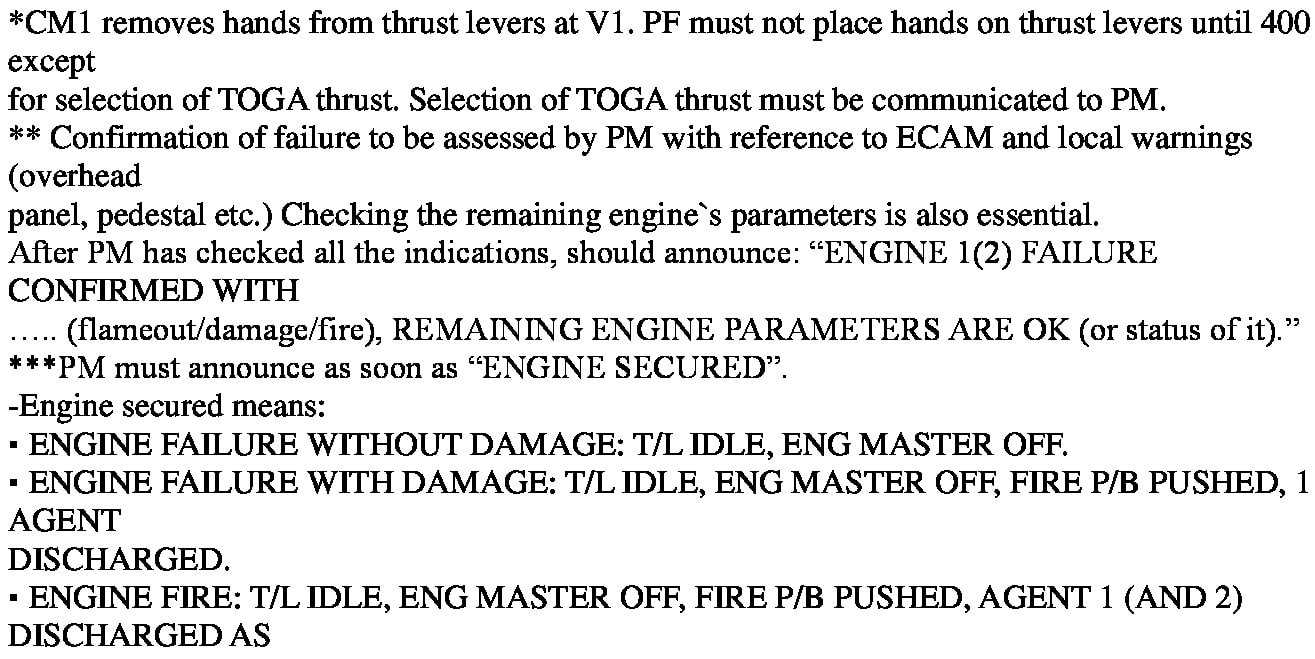 *CM1 removes hands from thrust levers at V1. PF must not place hands on thrust levers until 400
except
for selection of TOGA thrust. Selection of TOGA thrust must be communicated to PM.
** Confirmation of failure to be assessed by PM with reference to ECAM and local warnings
(overhead
panel, pedestal etc.) Checking the remaining engine`s parameters is also essential.
After PM has checked all the indications, should announce: “ENGINE 1(2) FAILURE
CONFIRMED WITH
….. (flameout/damage/fire), REMAINING ENGINE PARAMETERS ARE OK (or status of it).”
***PM must announce as soon as “ENGINE SECURED”.
-Engine secured means:
▪ ENGINE FAILURE WITHOUT DAMAGE: T/L IDLE, ENG MASTER OFF.
▪ ENGINE FAILURE WITH DAMAGE: T/L IDLE, ENG MASTER OFF, FIRE P/B PUSHED, 1
AGENT
DISCHARGED.
▪ ENGINE FIRE: T/L IDLE, ENG MASTER OFF, FIRE P/B PUSHED, AGENT 1 (AND 2)
DISCHARGED AS